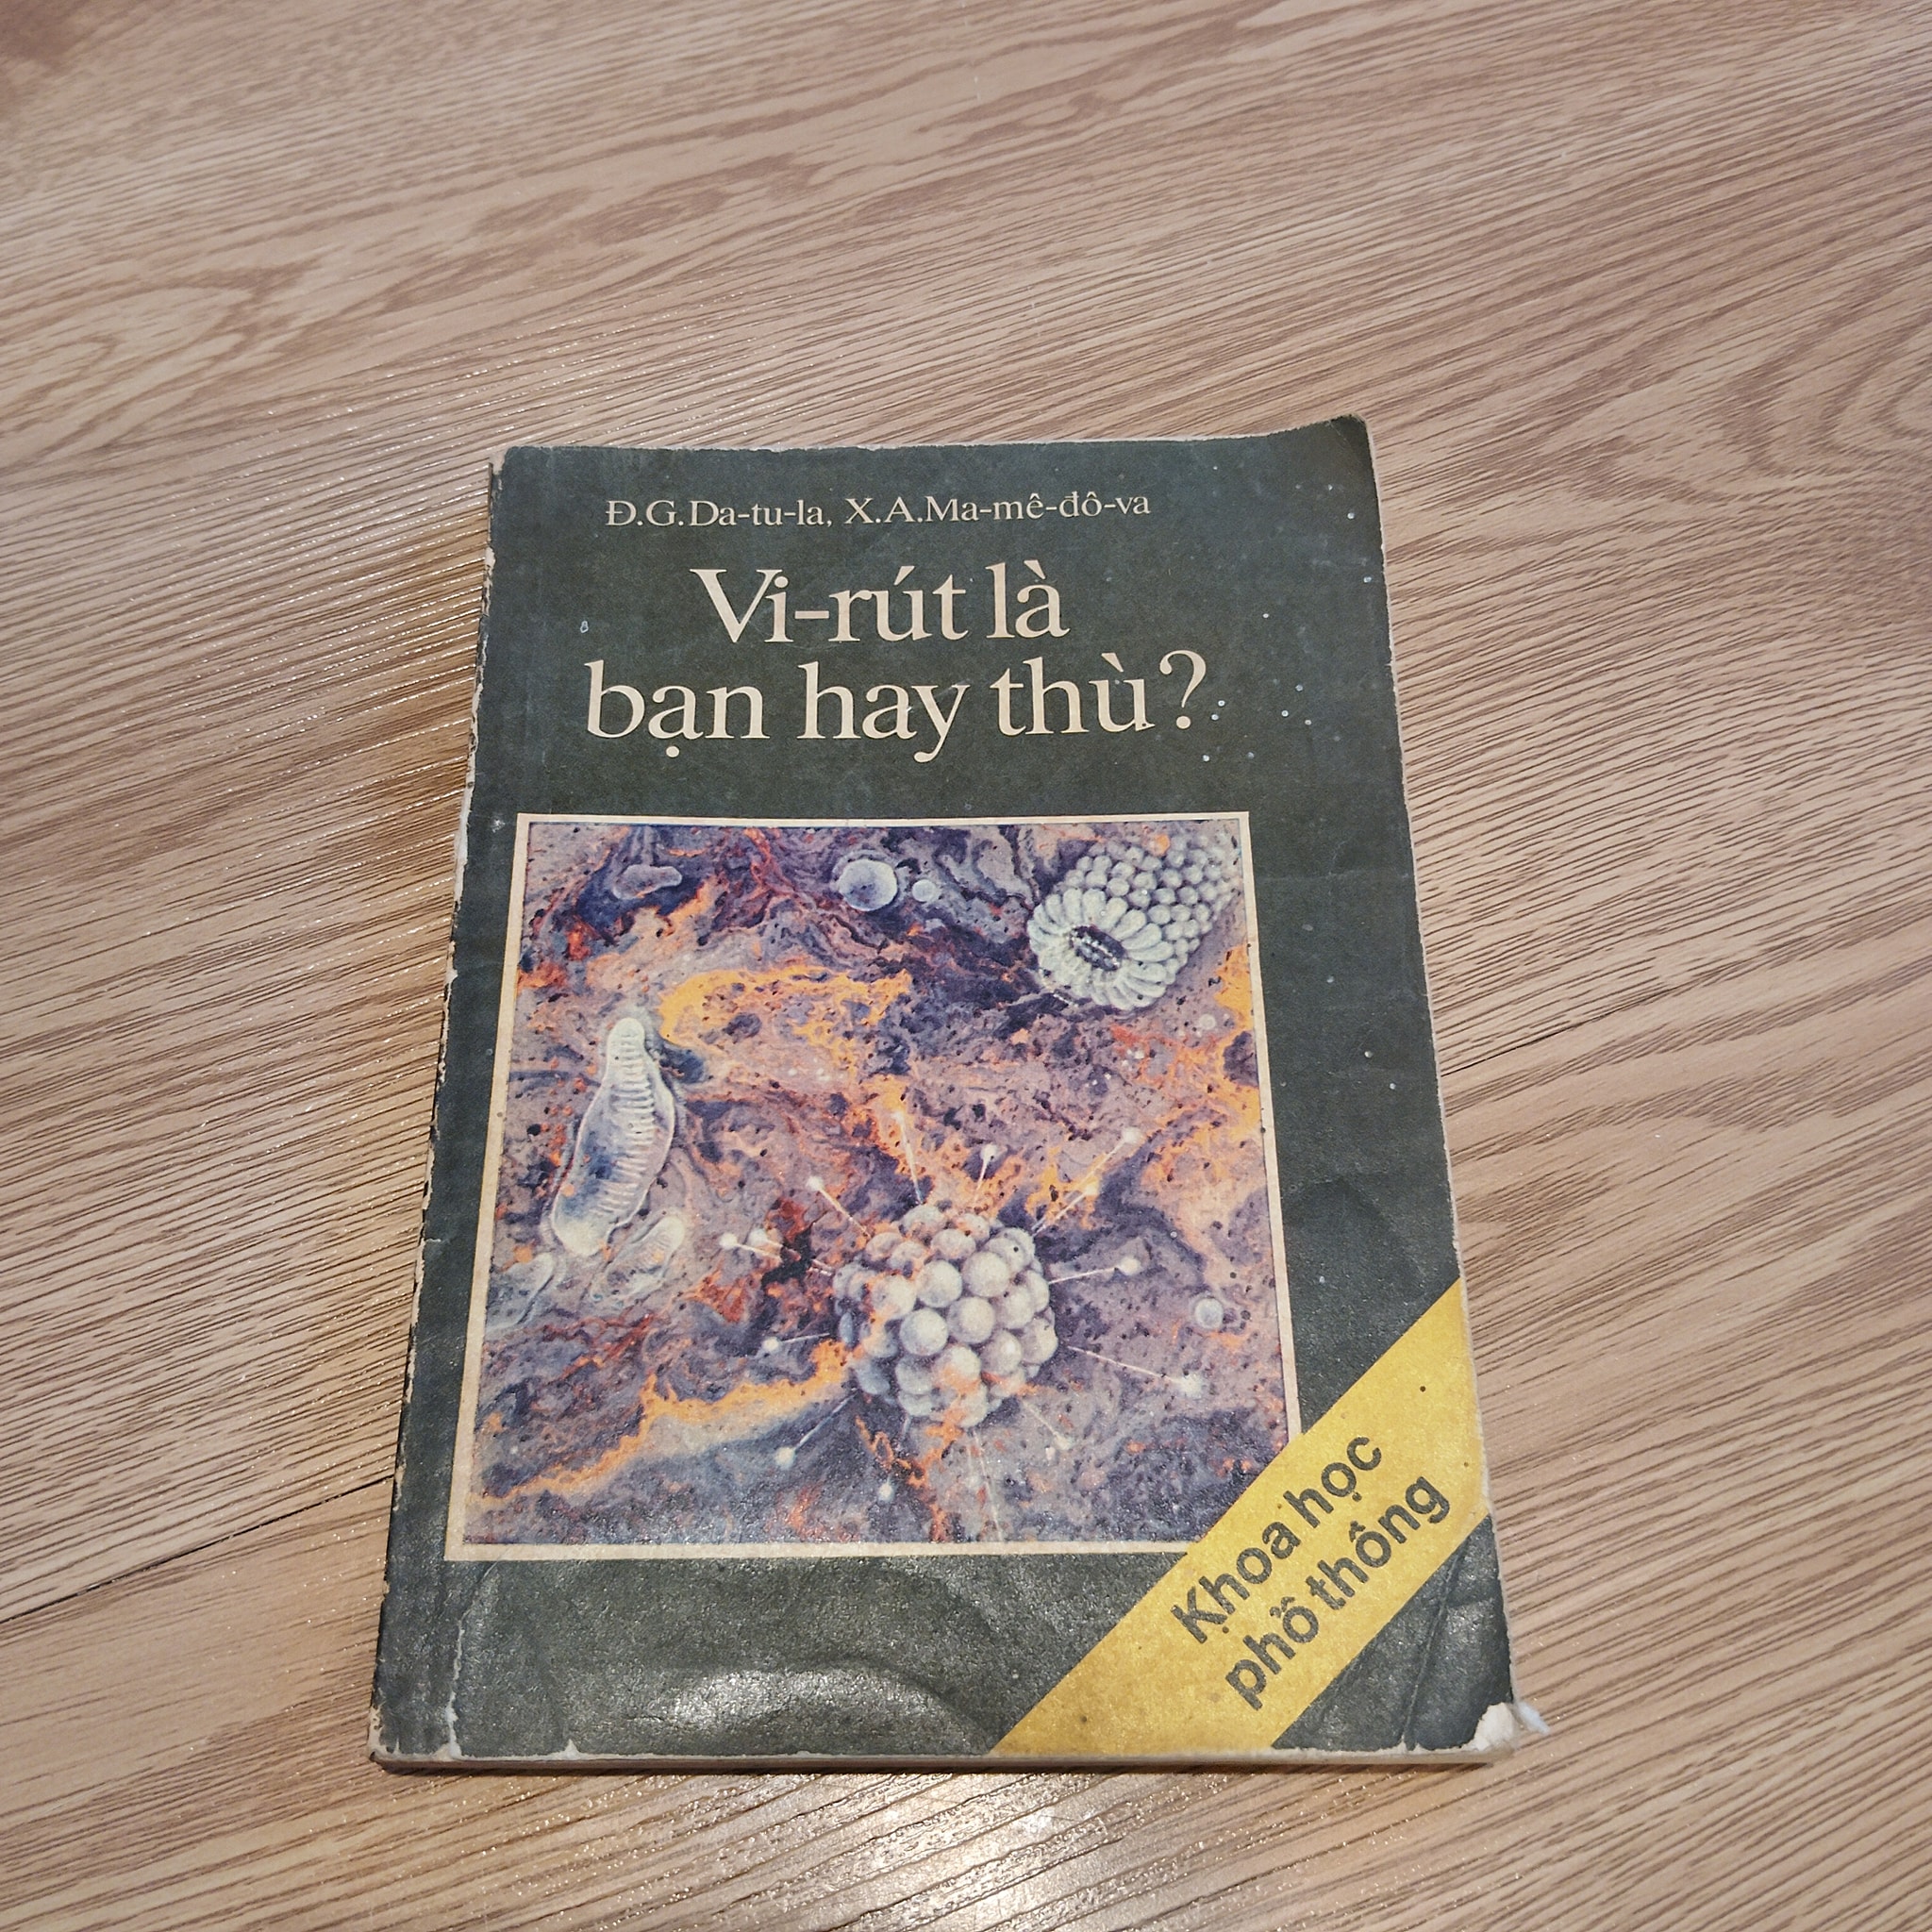 Đ.G.Da-tu-la, X.A.Ma-mê-đô-va
Vi-rút là
bạn hay thù?
Khoa học
phổ thông